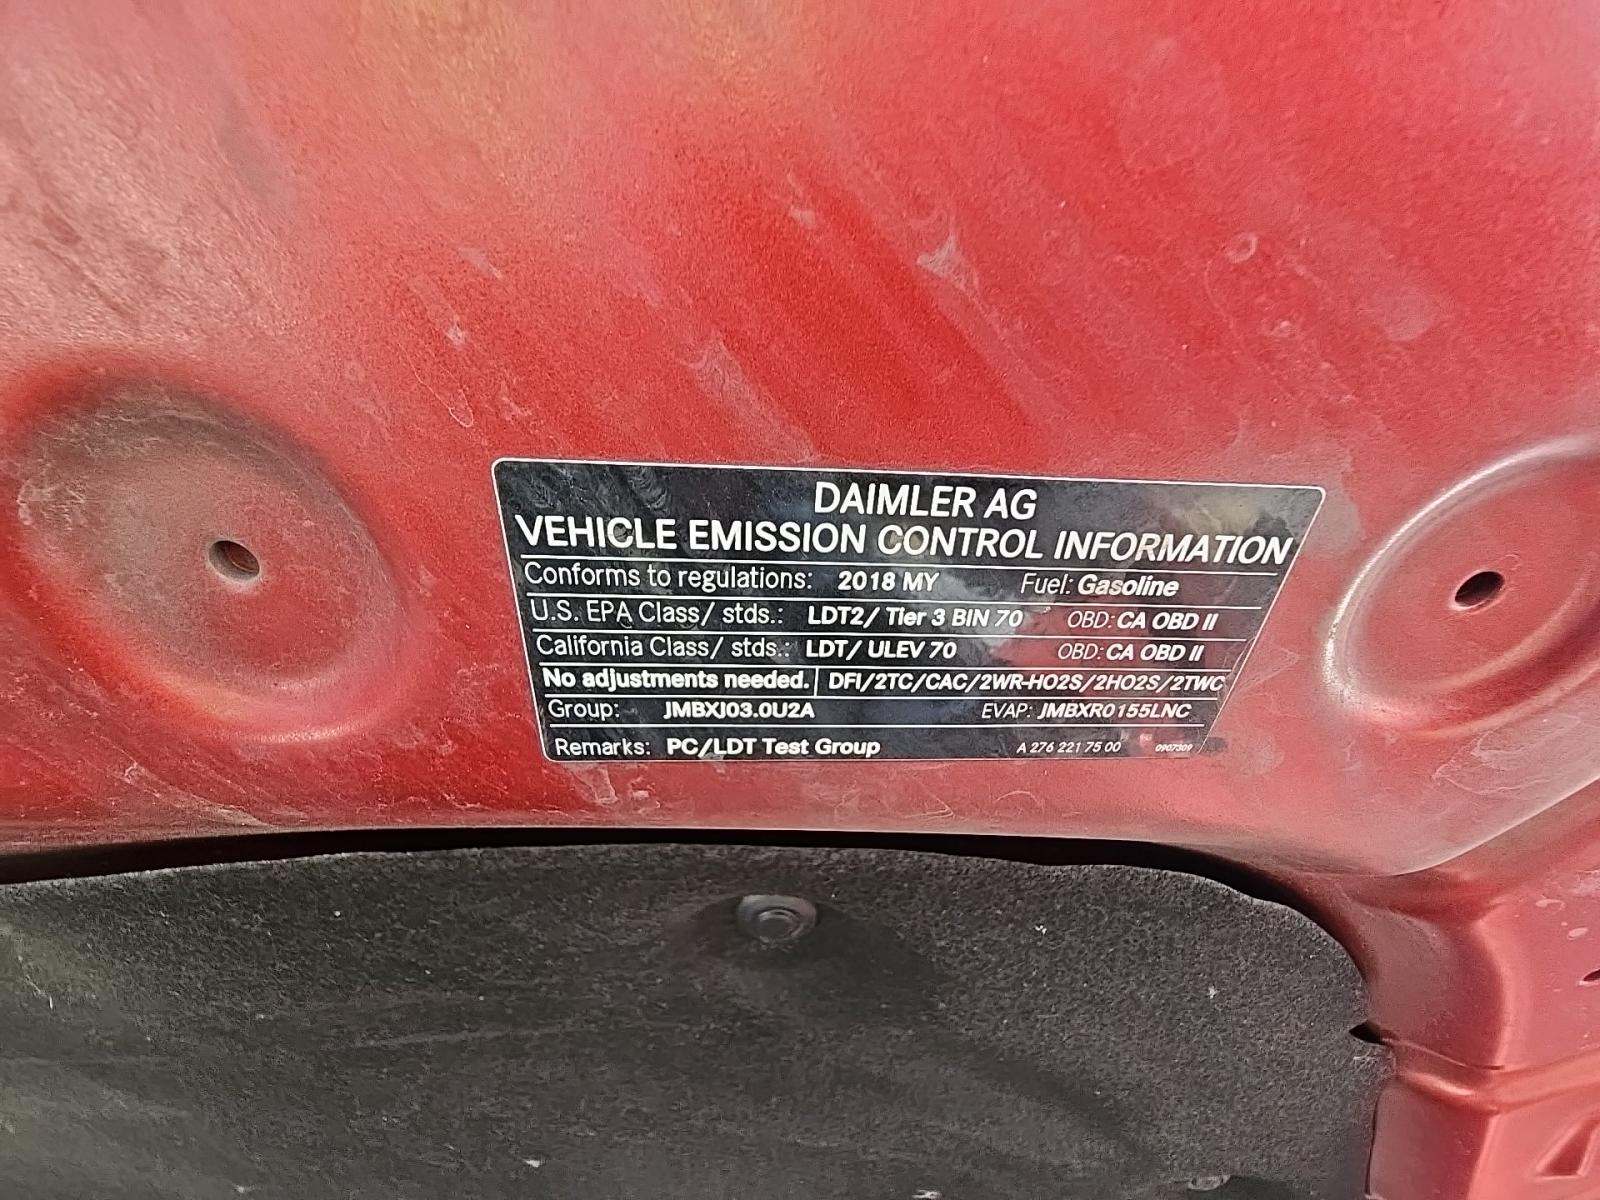 DAIMLER AG
VEHICLE EMISSION CONTROL INFORMATION
Conforms to regulations: 2018 MY Fuel: Gasoline
U.S. EPA Class/ stds.: LDT2/ Tier 3 BIN 70 OBD: CA OBD II
California Class/ stds.: LDT/ ULEV 70 OBD: CA OBD II
No adjustments needed. DFI/2TC/CAC/2WR-HO2S/2HO2S/2TWC
Group: JMBXJ03.0U2A EVAP: JMBXR0155LNC
Remarks: PC/LDT Test Group A 276 221 75 00 0907309